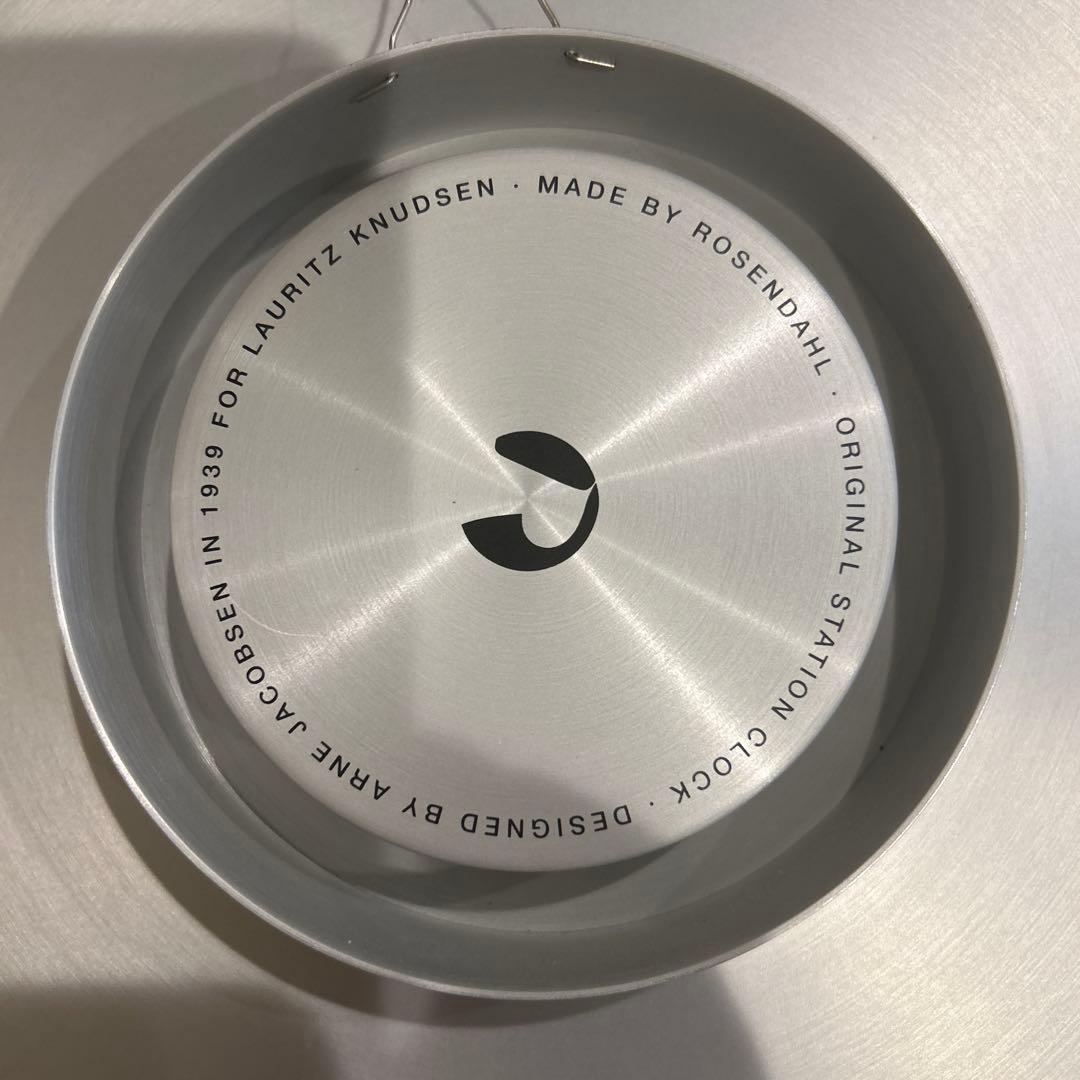 ORIGINAL STATION CLOCK · DESIGNED BY ARNE JACOBSEN IN 1939 FOR LAURITZ KNUDSEN · MADE BY ROSENDAHL ·